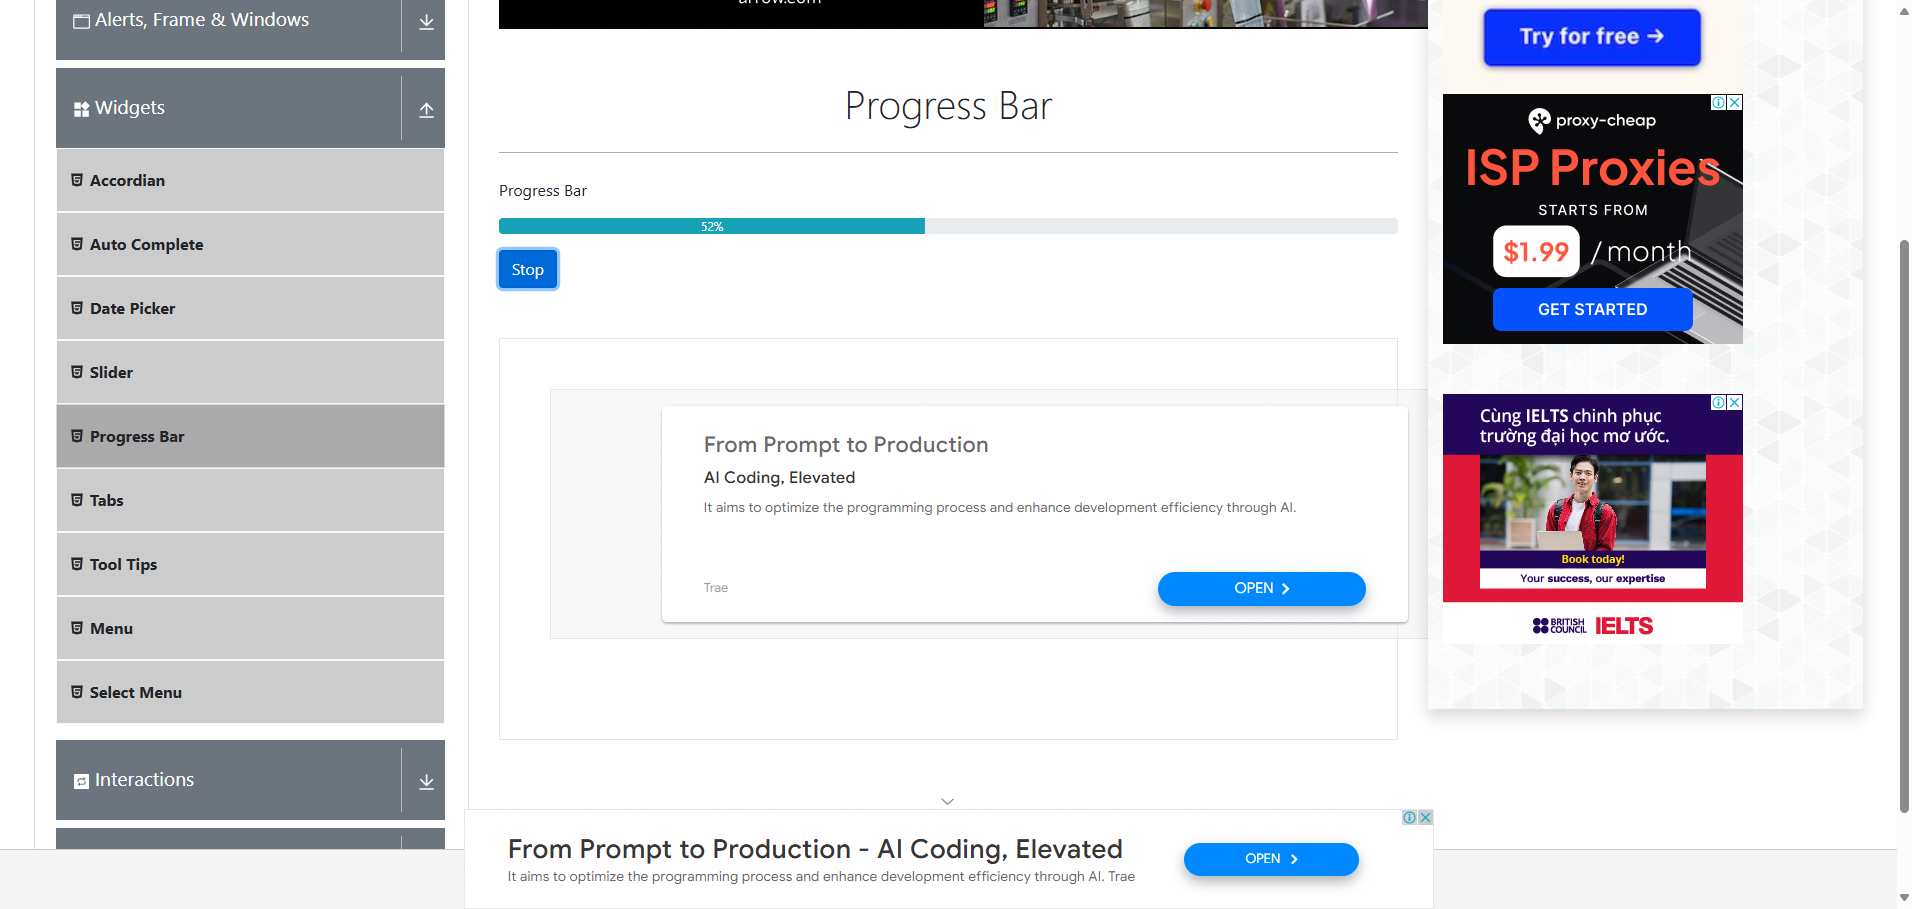 Alerts, Frame & Windows
Widgets
Accordian
Auto Complete
Date Picker
Slider
Progress Bar
Tabs
Tool Tips
Menu
Select Menu
Interactions
Progress Bar
Progress Bar
52%
Stop
From Prompt to Production
AI Coding, Elevated
It aims to optimize the programming process and enhance development efficiency through AI.
Trae
OPEN
From Prompt to Production - AI Coding, Elevated
It aims to optimize the programming process and enhance development efficiency through AI. Trae
OPEN
Try for free →
proxy-cheap
ISP Proxies
STARTS FROM
$1.99 / month
GET STARTED
Cùng IELTS chinh phục
trường đại học mơ ước.
Book today!
Your success, our expertise
BRITISH
COUNCIL
IELTS